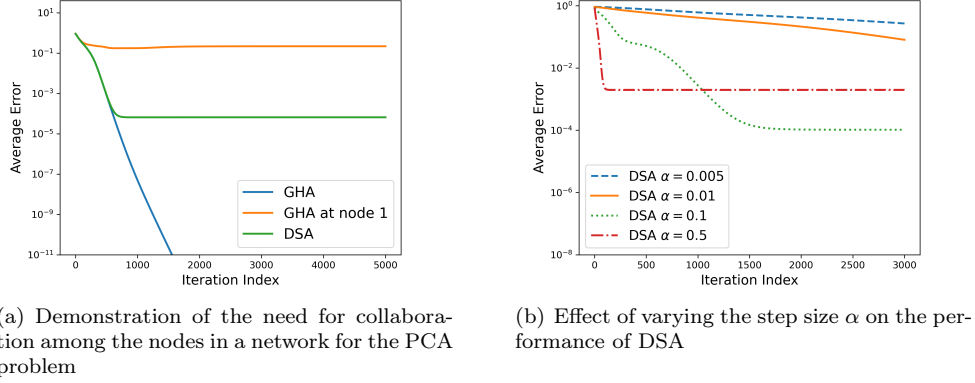 10^1
10^-1
10^-3
10^-5
10^-7
10^-9
10^-11
Average Error
0 1000 2000 3000 4000 5000
Iteration Index
GHA
GHA at node 1
DSA
10^0
10^-2
10^-4
10^-6
10^-8
Average Error
0 500 1000 1500 2000 2500 3000
Iteration Index
DSA α = 0.005
DSA α = 0.01
DSA α = 0.1
DSA α = 0.5
(a) Demonstration of the need for collabora-
tion among the nodes in a network for the PCA
problem
(b) Effect of varying the step size α on the per-
formance of DSA